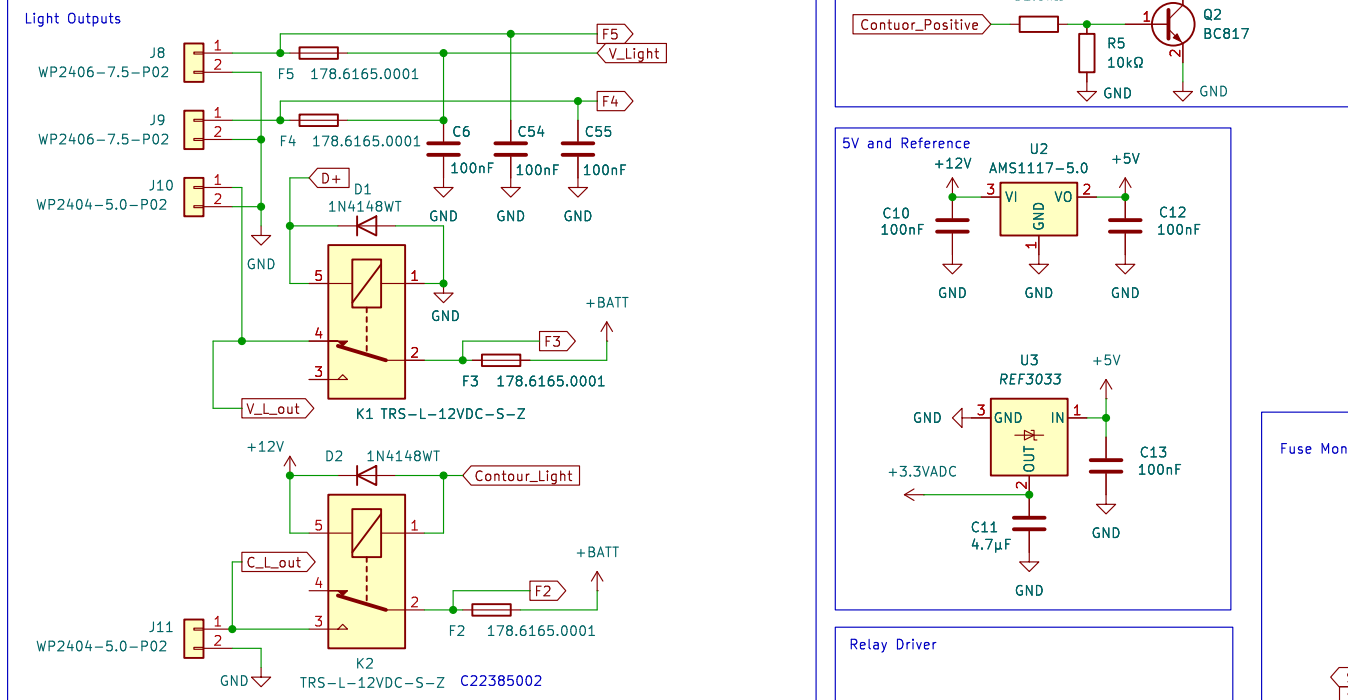 Light Outputs
J8
WP2406-7.5-P02
1
2
F5
178.6165.0001
F5
V_Light
J9
WP2406-7.5-P02
1
2
F4
178.6165.0001
F4
C6
100nF
GND
C54
100nF
GND
C55
100nF
GND
J10
WP2404-5.0-P02
1
2
GND
D+
D1
1N4148WT
5
1
4
2
3
GND
K1 TRS-L-12VDC-S-Z
V_L_out
F3
F3
178.6165.0001
+BATT
+12V
D2
1N4148WT
Contour_Light
5
1
4
2
3
C_L_out
J11
WP2404-5.0-P02
1
2
GND
K2
TRS-L-12VDC-S-Z
C22385002
F2
F2
178.6165.0001
+BATT
Contuor_Positive
R5
10kΩ
GND
1
2
Q2
BC817
GND
5V and Reference
+12V
C10
100nF
GND
U2
AMS1117-5.0
3
VI
VO
2
GND
1
GND
+5V
C12
100nF
GND
U3
REF3033
GND
3
GND
IN
1
OUT
2
+5V
C13
100nF
GND
+3.3VADC
C11
4.7µF
GND
Relay Driver
Fuse Mon